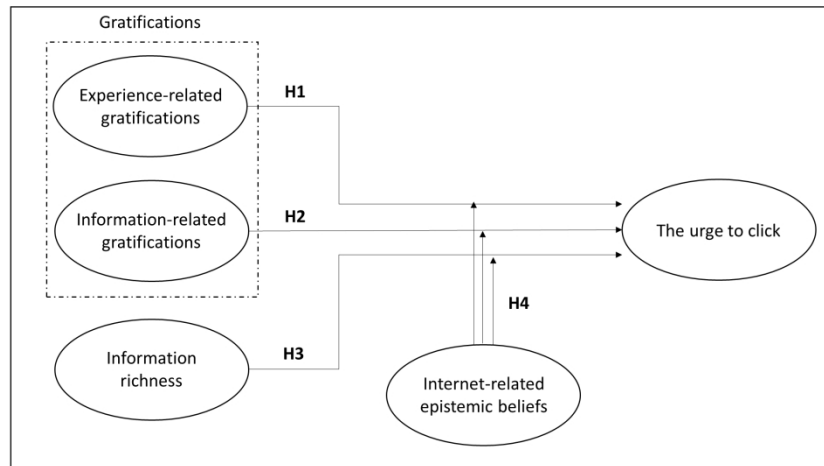 Gratifications
Experience-related
gratifications
H1
Information-related
gratifications
H2
The urge to click
Information
richness
H3
H4
Internet-related
epistemic beliefs